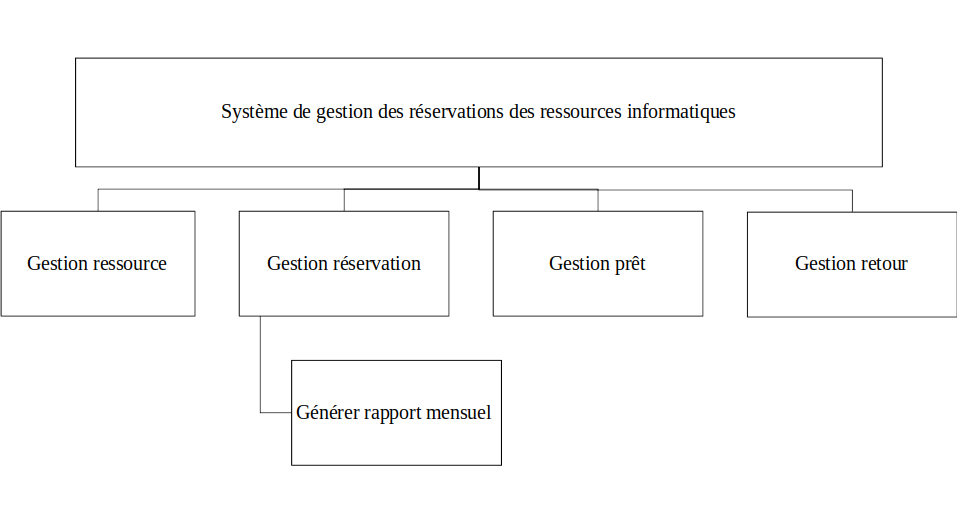 Système de gestion des réservations des ressources informatiques
Gestion ressource
Gestion réservation
Gestion prêt
Gestion retour
Générer rapport mensuel